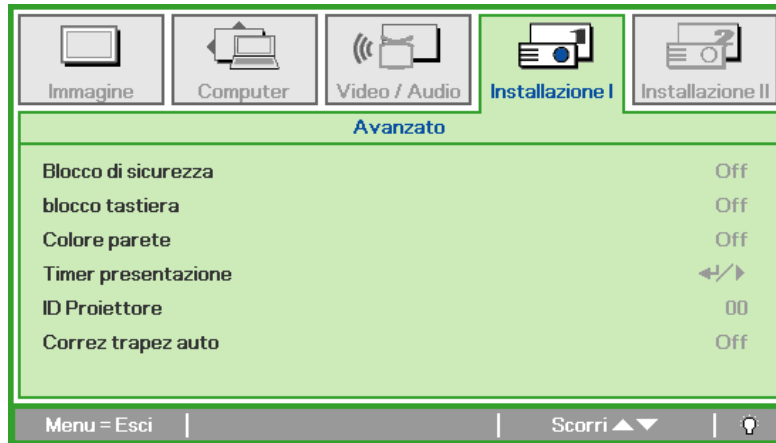 Immagine
Computer
Video / Audio
Installazione I
Installazione II
Avanzato
Blocco di sicurezza Off
blocco tastiera Off
Colore parete Off
Timer presentazione ↵/▶
ID Proiettore 00
Correz trapez auto Off
Menu = Esci
Scorri ▲▼